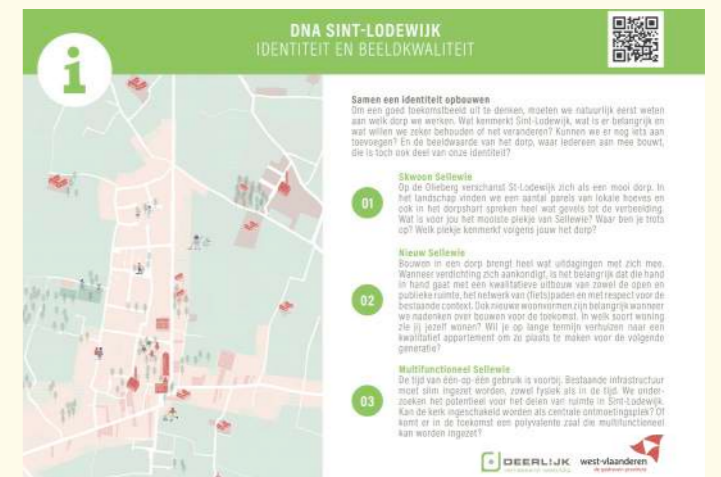 DNA SINT-LODEWIJK
IDENTITEIT EN BEELDKWALITEIT
i
Samen een identiteit opbouwen
Om een goed toekomstbeeld uit te denken, moeten we natuurlijk eerst weten
aan welk dorp we werken. Wat kenmerkt Sint-Lodewijk, wat is er belangrijk en
wat willen we zeker behouden of net veranderen? Kunnen we er nog iets aan
toevoegen? En de beeldwaarde van het dorp, waar iedereen aan mee bouwt,
die is toch ook deel van onze identiteit?
01
Skwoon Sellewie
Op de Olieberg verschanst St-Lodewijk zich als een mooi dorp. In
het landschap vinden we een aantal parels van lokale hoeves en
ook in het dorpshart spreken heel wat gevels tot de verbeelding.
Wat is voor jou het mooiste plekje van Sellewie? Waar ben je trots
op? Welk plekje kenmerkt volgens jouw het dorp?
02
Nieuw Sellewie
Bouwen in een dorp brengt heel wat uitdagingen met zich mee.
Wanneer verdichting zich aankondigt, is het belangrijk dat die hand
in hand gaat met een kwalitatieve uitbouw van zowel de open en
publieke ruimte, het netwerk van (fiets)paden en met respect voor de
bestaande context. Ook nieuwe woonvormen zijn belangrijk wanneer
we nadenken over bouwen voor de toekomst. In welk soort woning
zie jij jezelf wonen? Wil je op lange termijn verhuizen naar een
kwalitatief appartement om zo plaats te maken voor de volgende
generatie?
03
Multifunctioneel Sellewie
De tijd van één-op-één gebruik is voorbij. Bestaande infrastructuur
moet slim ingezet worden, zowel fysiek als in de tijd. We onder-
zoeken het potentieel voor het delen van ruimte in Sint-Lodewijk.
Kan de kerk ingeschakeld worden als centrale ontmoetingsplek? Of
komt er in de toekomst een polyvalente zaal die multifunctioneel
kan worden ingezet?
DEERLIJK
west-vlaanderen
de gedreven provincie